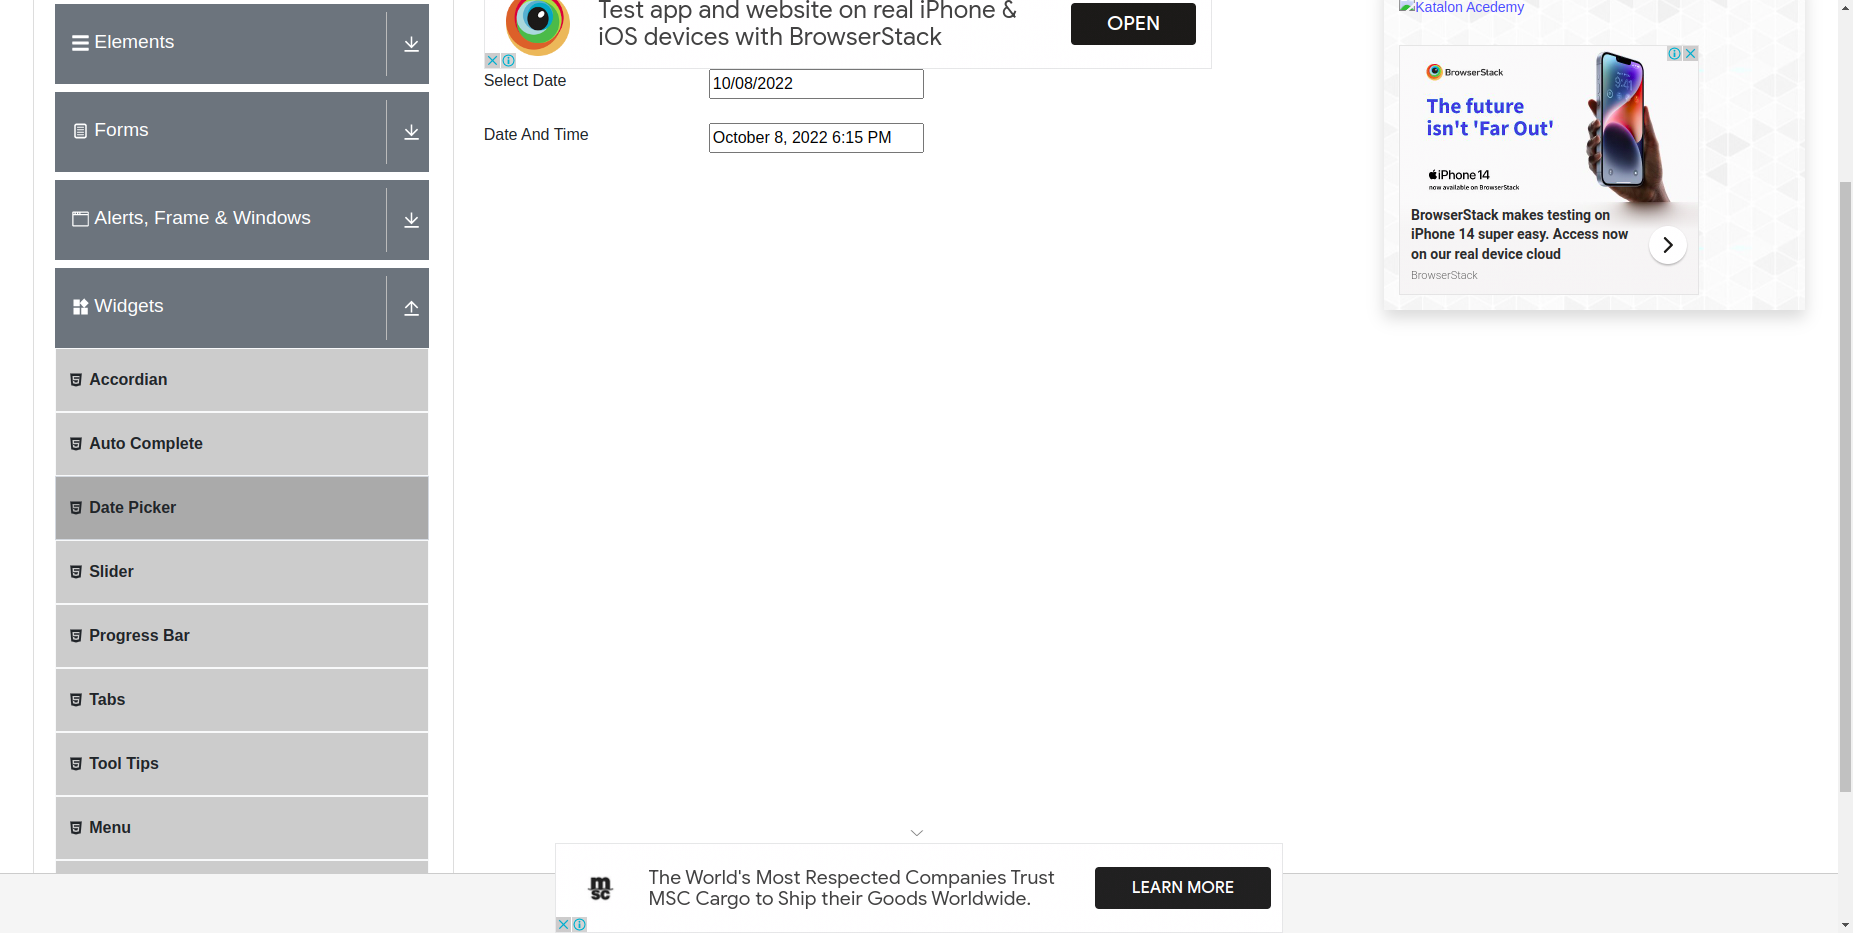 Elements
Forms
Alerts, Frame & Windows
Widgets
Accordian
Auto Complete
Date Picker
Slider
Progress Bar
Tabs
Tool Tips
Menu
Test app and website on real iPhone &
iOS devices with BrowserStack
OPEN
Select Date
10/08/2022
Date And Time
October 8, 2022 6:15 PM
Katalon Acedemy
BrowserStack
The future
isn't 'Far Out'
iPhone 14
now available on BrowserStack
BrowserStack makes testing on
iPhone 14 super easy. Access now
on our real device cloud
BrowserStack
msc
The World's Most Respected Companies Trust
MSC Cargo to Ship their Goods Worldwide.
LEARN MORE